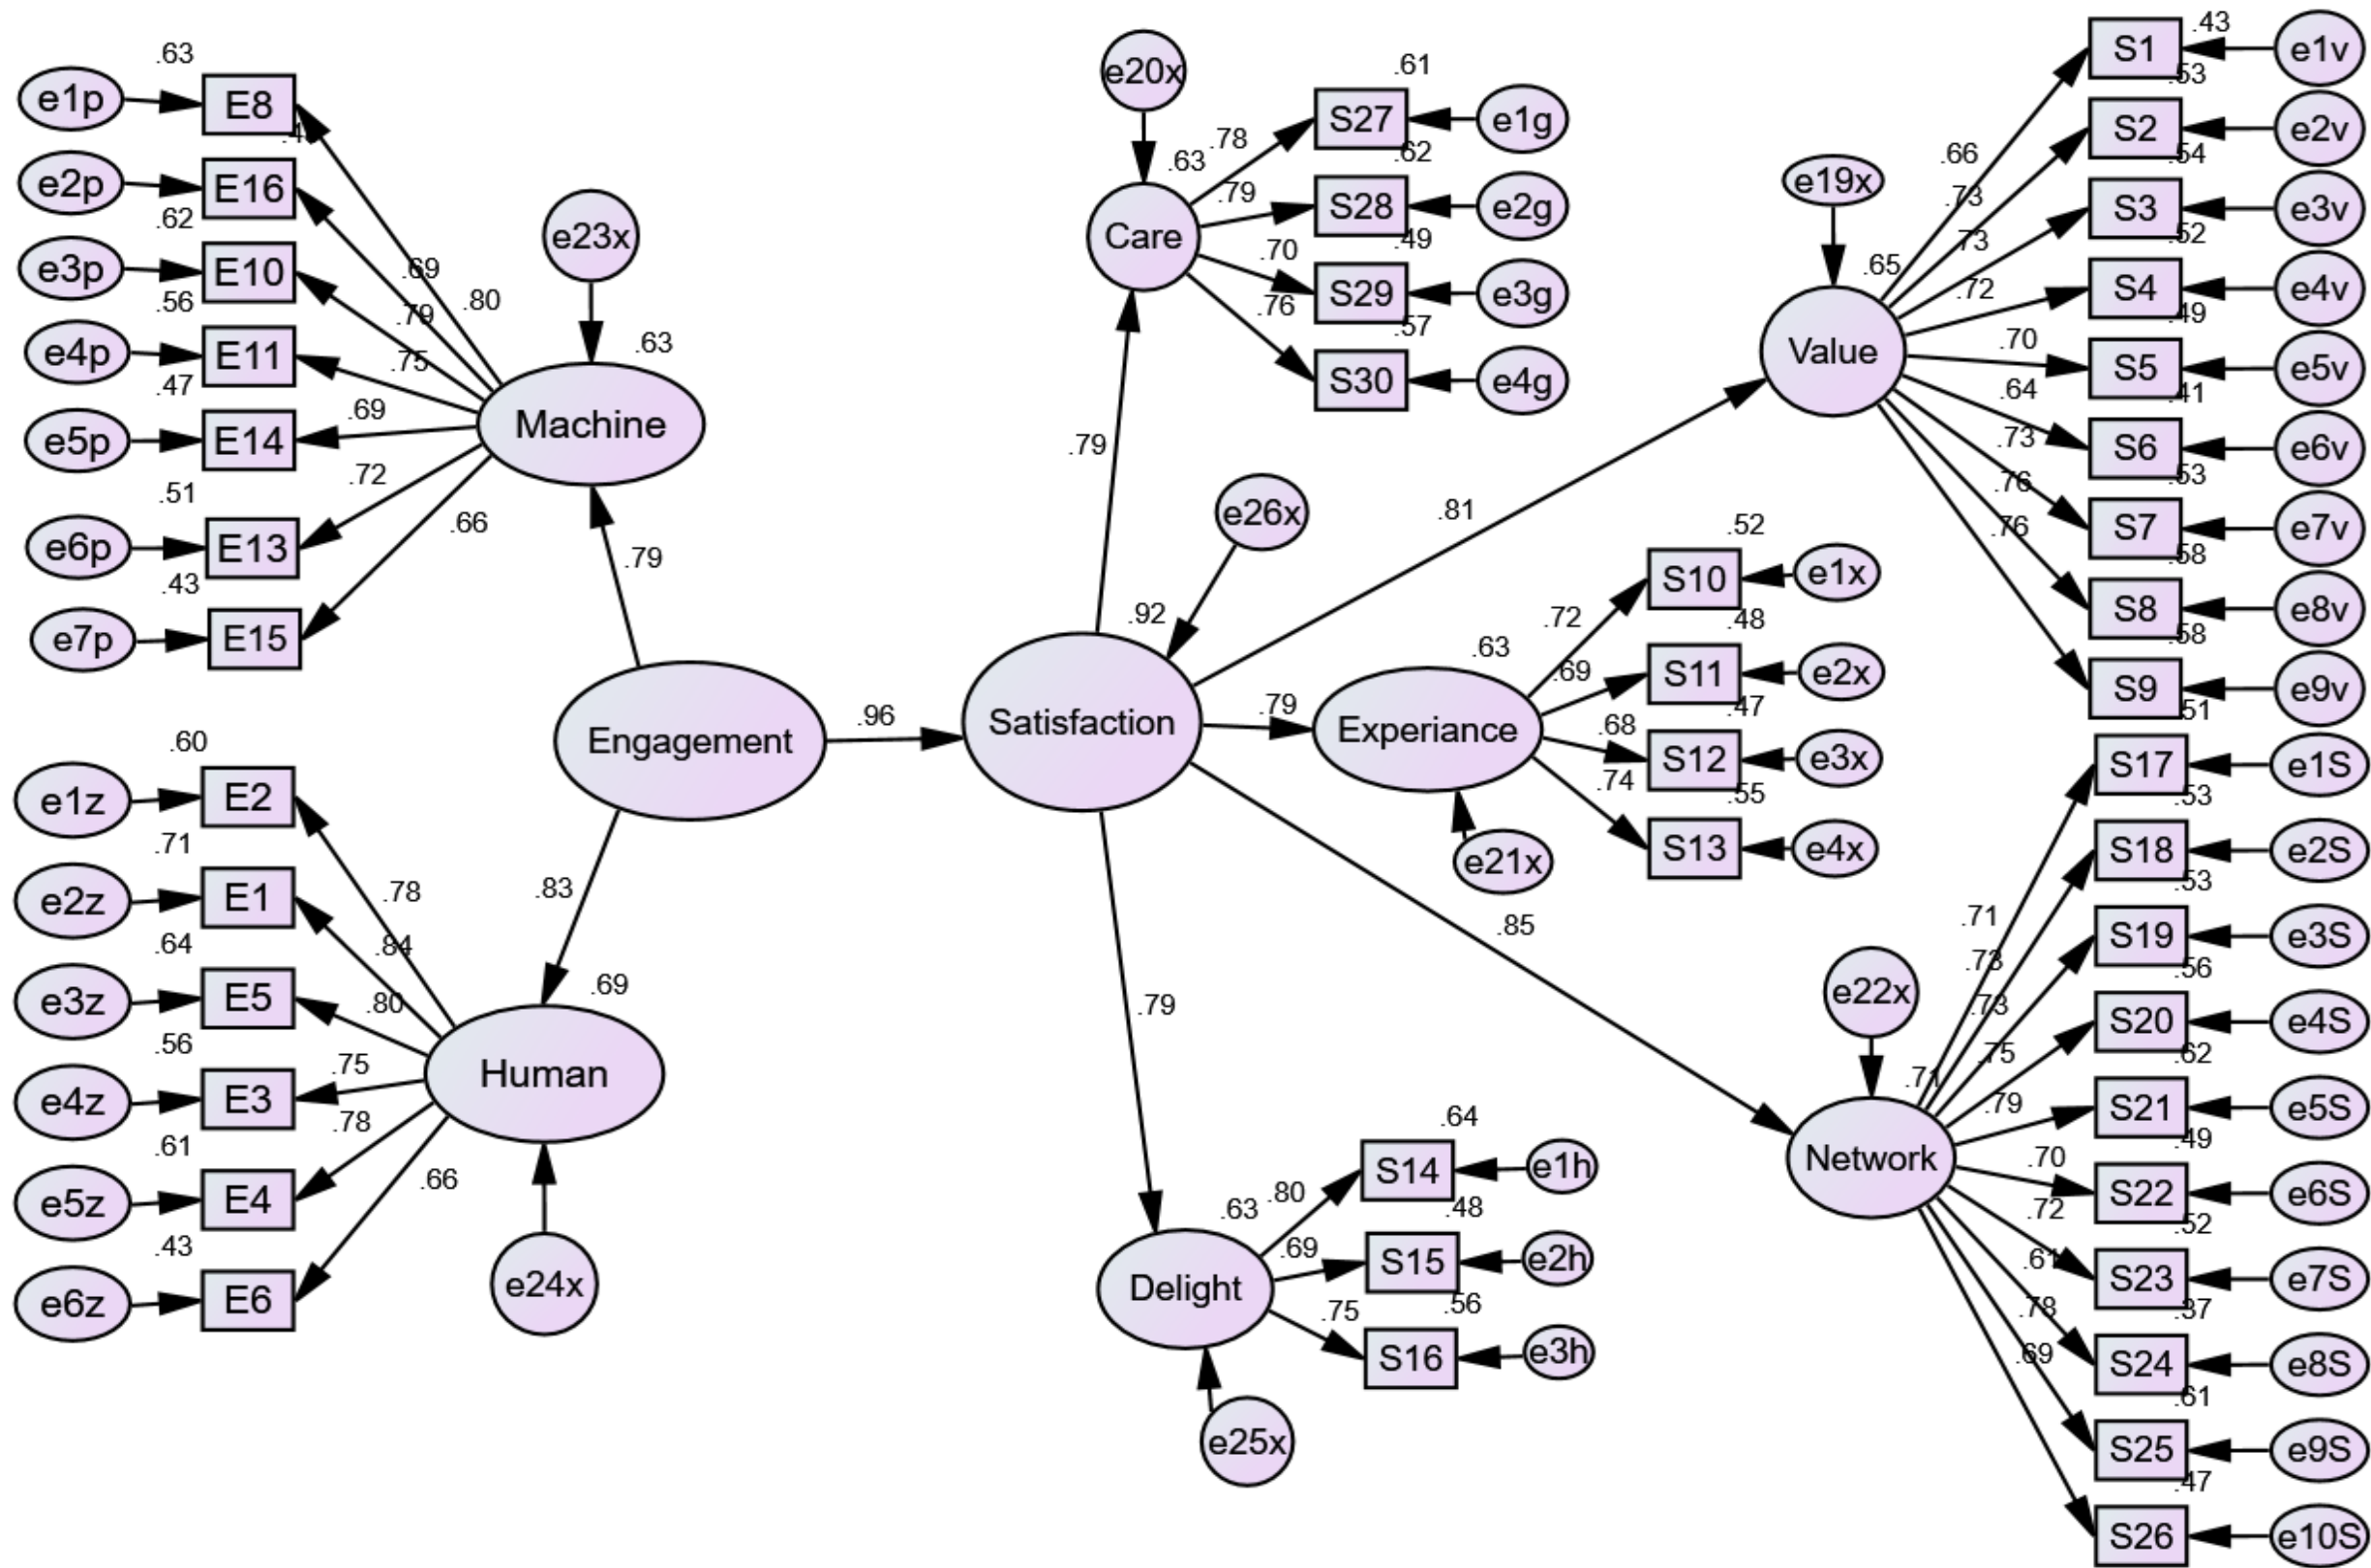 .63
e1p
E8
e2p
E16
.62
e3p
E10
.56
e4p
E11
.47
e5p
E14
.51
e6p
E13
.43
e7p
E15
.80
.69
.79
.75
.69
.72
.66
e23x
.63
Machine
.79
Engagement
.96
.83
.60
e1z
E2
.71
e2z
E1
.64
e3z
E5
.56
e4z
E3
.61
e5z
E4
.43
e6z
E6
.78
.84
.80
.75
.78
.66
.69
Human
e24x
e20x
.63
Care
.78
.79
.70
.76
.61
S27
e1g
.62
S28
e2g
.49
S29
e3g
.57
S30
e4g
.79
e26x
.92
Satisfaction
.81
.79
.85
.79
.63
Experiance
e21x
.72
.69
.68
.74
.52
S10
e1x
.48
S11
e2x
.47
S12
e3x
.55
S13
e4x
.63
Delight
e25x
.80
.69
.75
.64
S14
e1h
.48
S15
e2h
.56
S16
e3h
e19x
.65
Value
.66
.73
.73
.72
.70
.64
.73
.76
.76
.43
S1
e1v
.53
S2
e2v
.54
S3
e3v
.52
S4
e4v
.49
S5
e5v
.41
S6
e6v
.53
S7
e7v
.58
S8
e8v
.58
S9
e9v
e22x
.71
Network
.71
.73
.73
.75
.79
.70
.72
.61
.78
.69
.51
S17
e1S
.53
S18
e2S
.53
S19
e3S
.56
S20
e4S
.62
S21
e5S
.49
S22
e6S
.52
S23
e7S
.37
S24
e8S
.61
S25
e9S
.47
S26
e10S